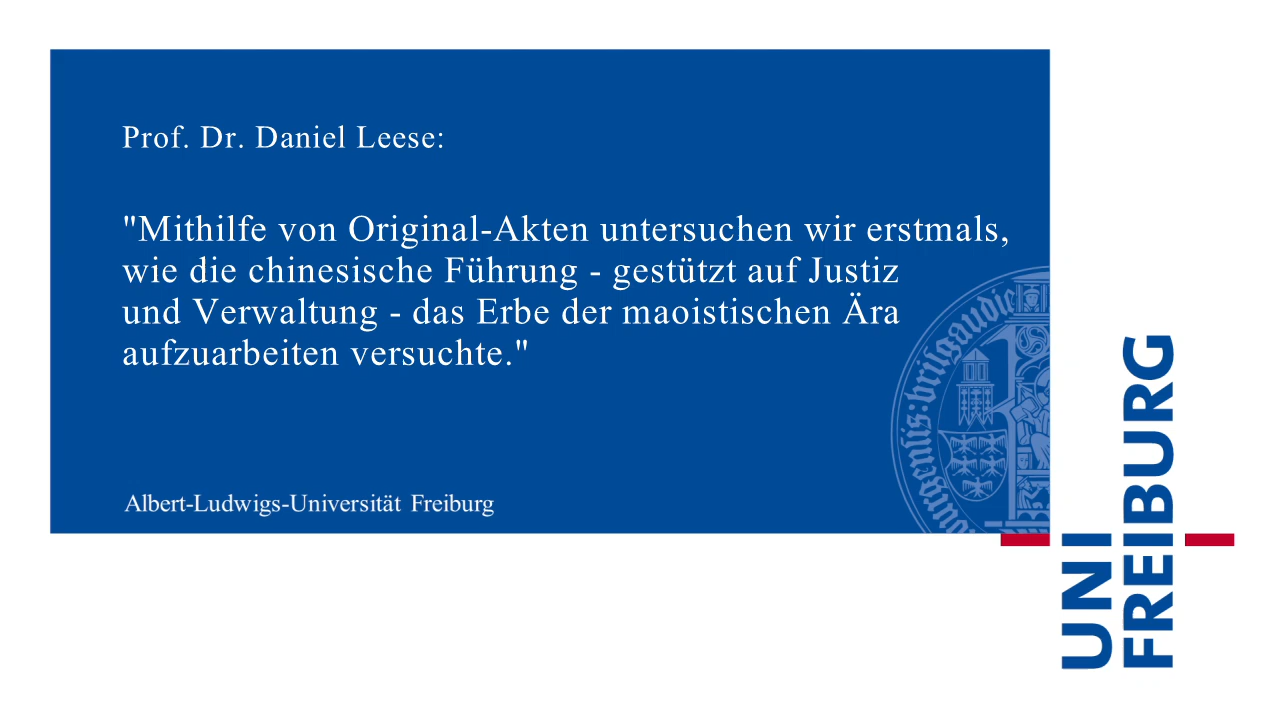 Prof. Dr. Daniel Leese:
"Mithilfe von Original-Akten untersuchen wir erstmals,
wie die chinesische Führung - gestützt auf Justiz
und Verwaltung - das Erbe der maoistischen Ära
aufzuarbeiten versuchte."
Albert-Ludwigs-Universität Freiburg
UNI
FREIBURG